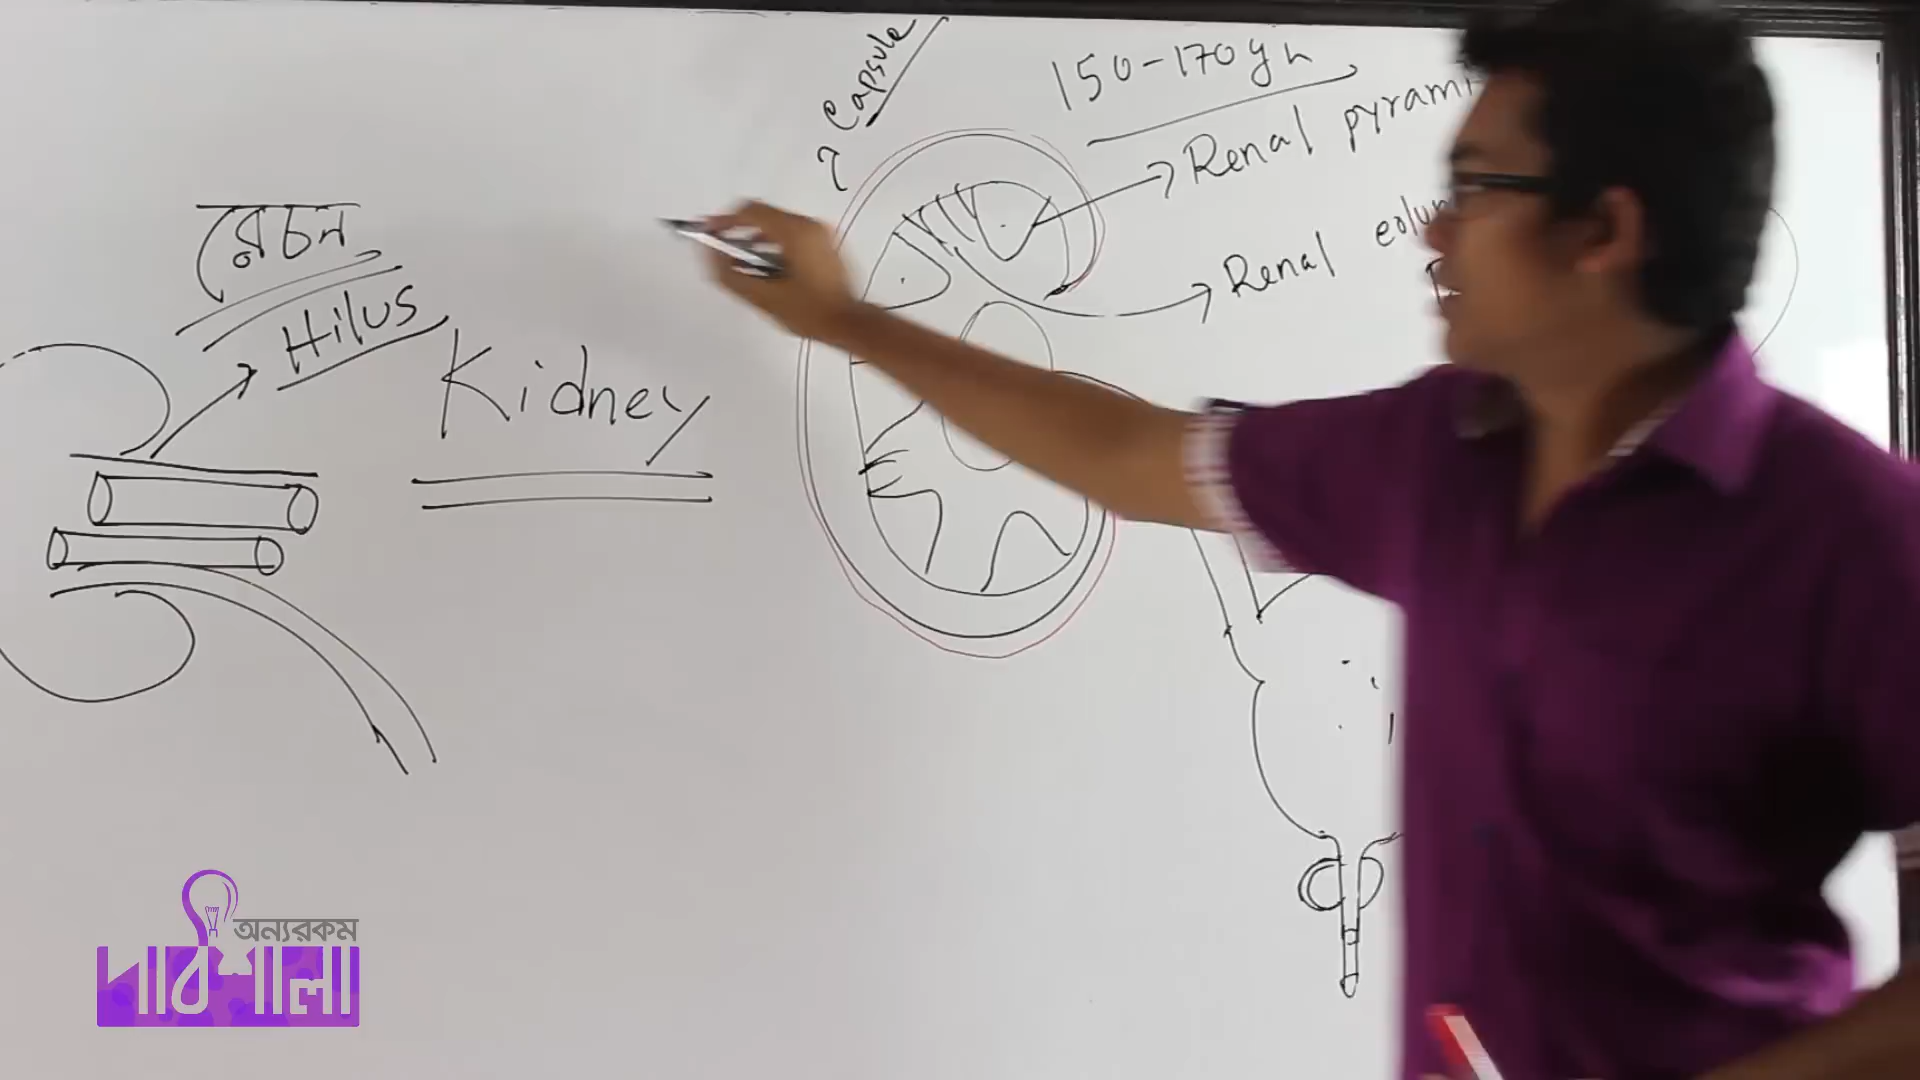 Capsule
150-170 gm
Renal pyrami
Renal colum
রেচন
Hilus
Kidney
অন্যরকম
পাঠশালা